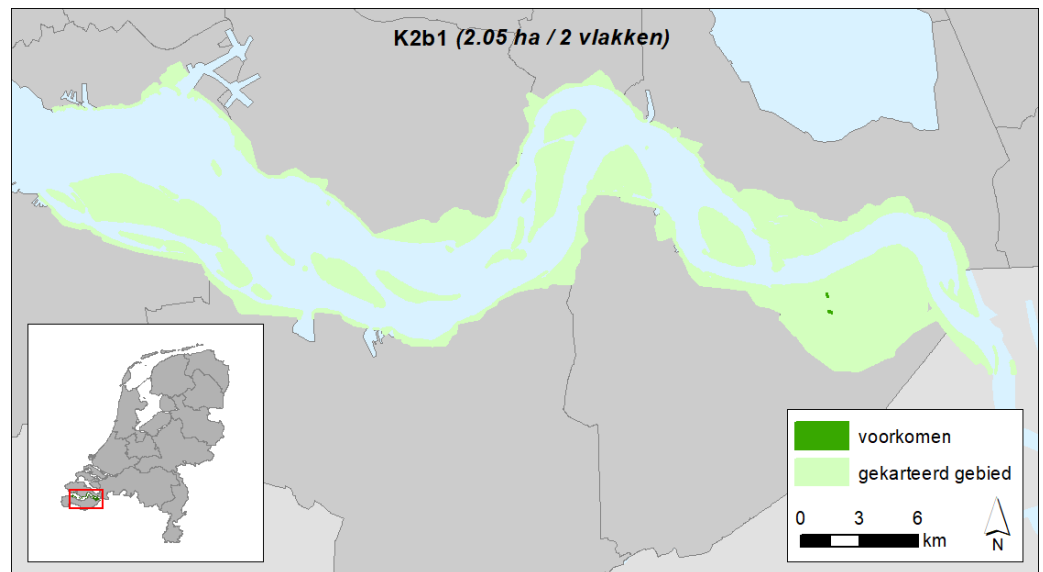 K2b1 (2.05 ha / 2 vlakken)
voorkomen
gekarteerd gebied
0 3 6
km
N